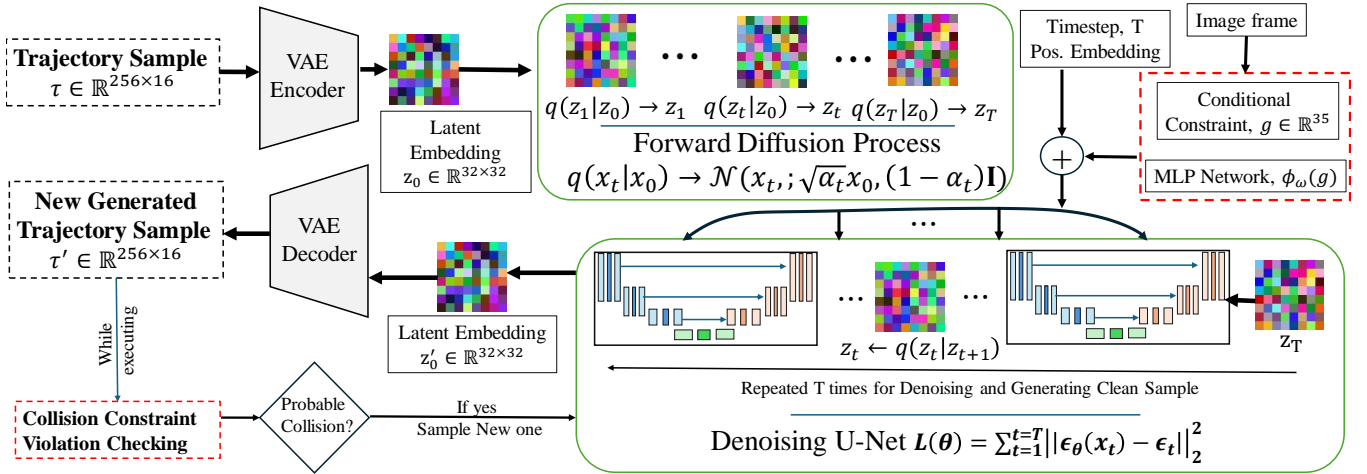 Trajectory Sample
τ ∈ ℝ^{256×16}
VAE
Encoder
Latent
Embedding
z_0 ∈ ℝ^{32×32}
...
...
q(z_1|z_0) → z_1
q(z_t|z_0) → z_t
q(z_T|z_0) → z_T
Forward Diffusion Process
q(x_t|x_0) → 𝒩(x_t,; √α_t x_0, (1 − α_t)I)
Timestep, T
Pos. Embedding
Image frame
Conditional
Constraint, g ∈ ℝ^{35}
MLP Network, ϕ_ω(g)
+
New Generated
Trajectory Sample
τ′ ∈ ℝ^{256×16}
VAE
Decoder
Latent Embedding
z′_0 ∈ ℝ^{32×32}
...
...
...
z_t ← q(z_t|z_{t+1})
z_T
Repeated T times for Denoising and Generating Clean Sample
Denoising U-Net L(θ) = ∑_{t=1}^{t=T} ||ϵ_θ(x_t) − ϵ_t||_2^2
While
executing
Collision Constraint
Violation Checking
Probable
Collision?
If yes
Sample New one